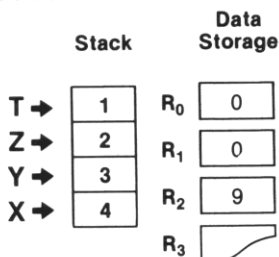 Data
Stack Storage
T → 1 R₀ 0
Z → 2 R₁ 0
Y → 3 R₂ 9
X → 4
R₃